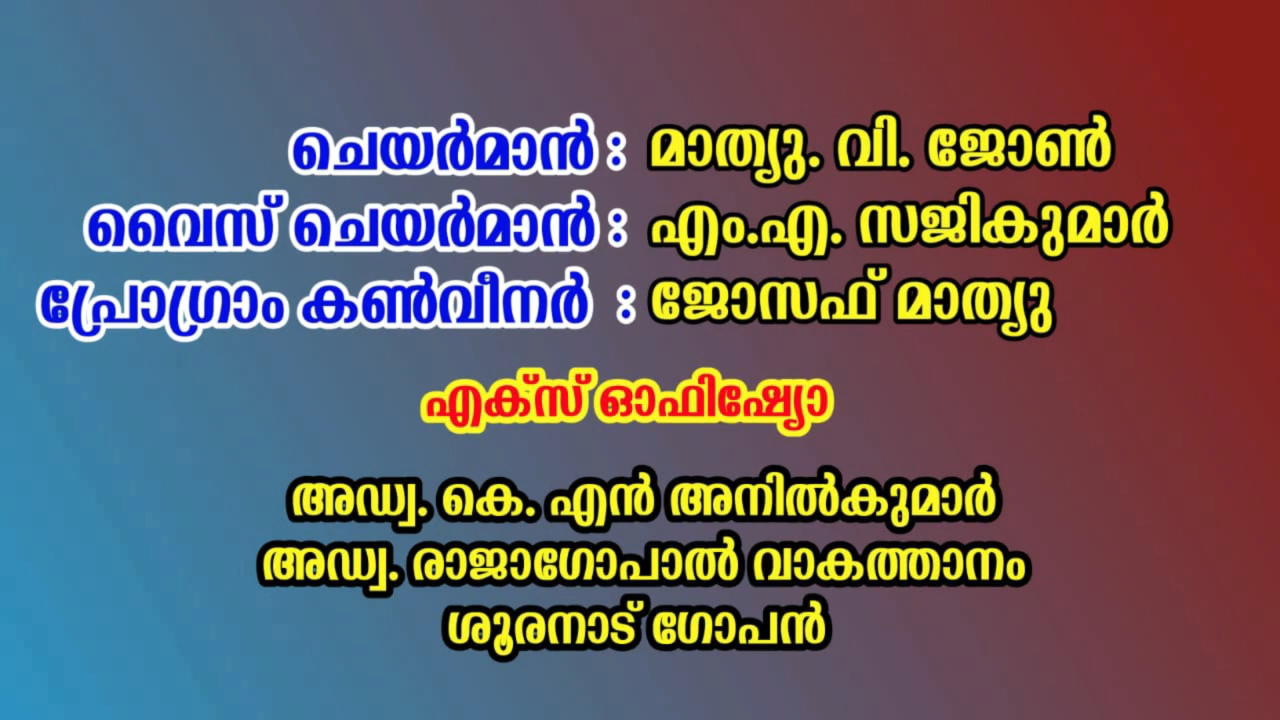 ചെയർമാൻ : മാത്യു. വി. ജോൺ
വൈസ് ചെയർമാൻ : എം.എ. സജികുമാർ
പ്രോഗ്രാം കൺവീനർ : ജോസഫ് മാത്യു
എക്സ് ഓഫിഷ്യോ
അഡ്വ. കെ. എൻ അനിൽകുമാർ
അഡ്വ. രാജാഗോപാൽ വാകത്താനം
ശൂരനാട് ഗോപൻ